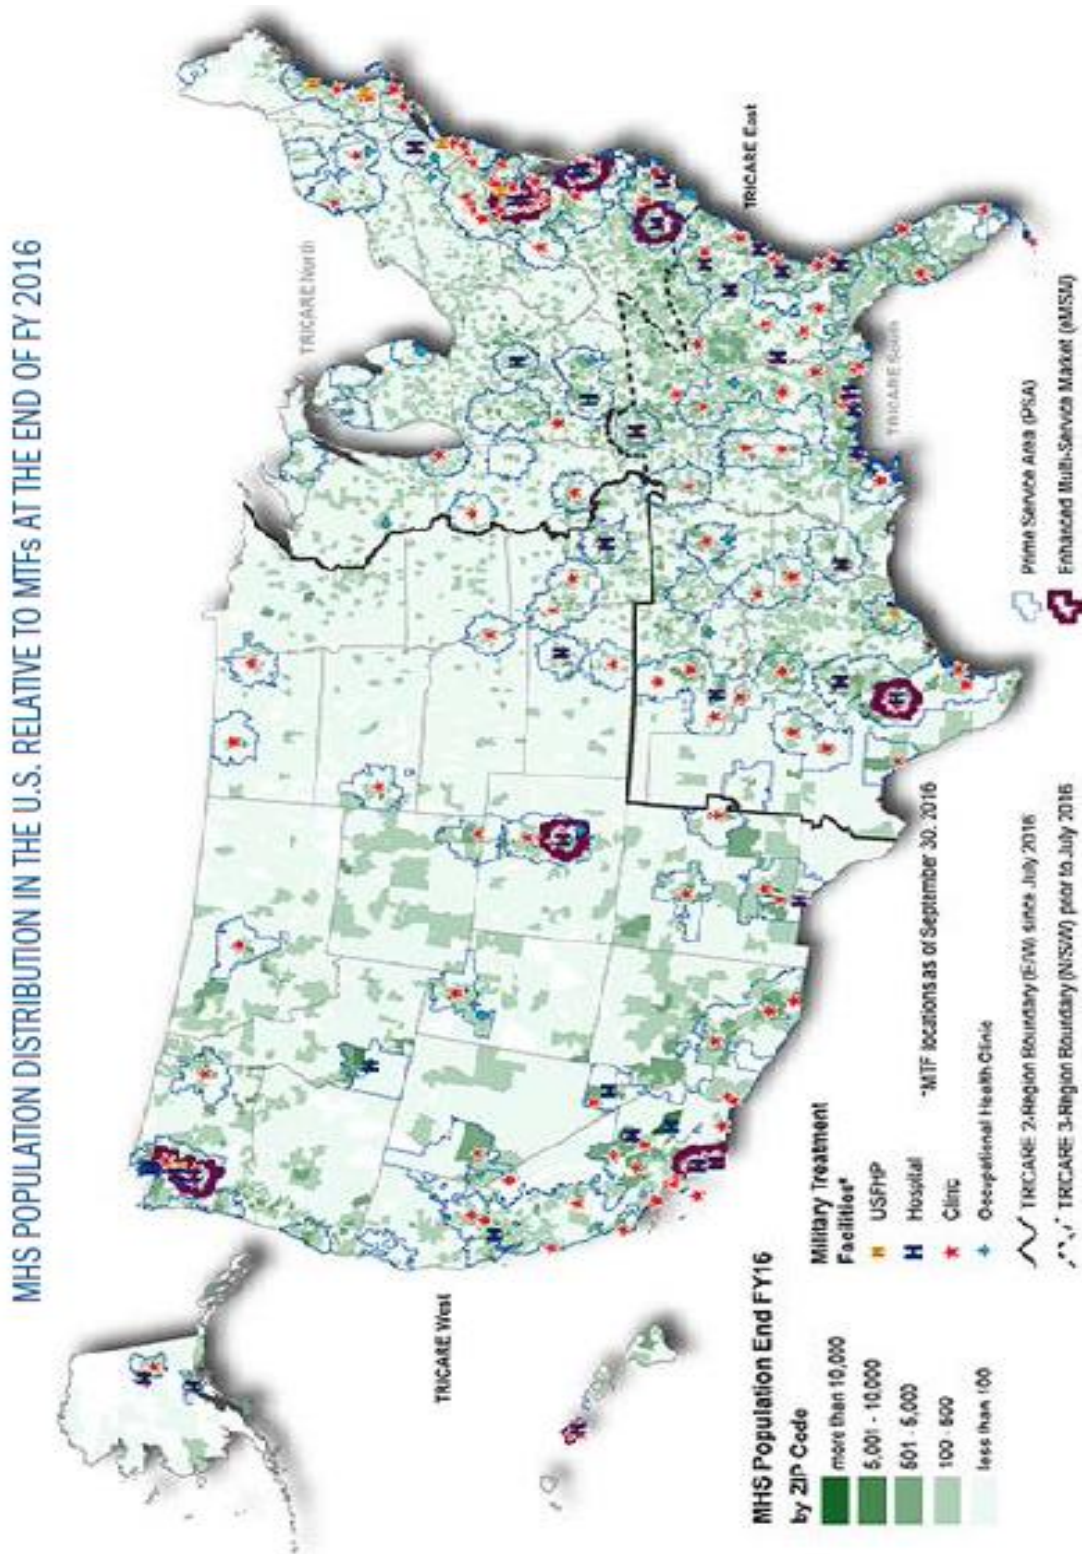 MHS POPULATION DISTRIBUTION IN THE U.S. RELATIVE TO MTFs AT THE END OF FY 2016
TRICARE North
TRICARE West
TRICARE East
TRICARE South
MHS Population End FY16
by ZIP Code
more than 10,000
5,001 - 10,000
501 - 5,000
100 - 500
less than 100
Military Treatment
Facilities*
USFHP
Hospital
Clinic
Occupational Health Clinic
*MTF locations as of September 30, 2016
TRICARE 2-Region Boundary (E/W) since July 2016
TRICARE 3-Region Boundary (N/S/W) prior to July 2016
Prime Service Area (PSA)
Enhanced Multi-Service Market (eMSM)